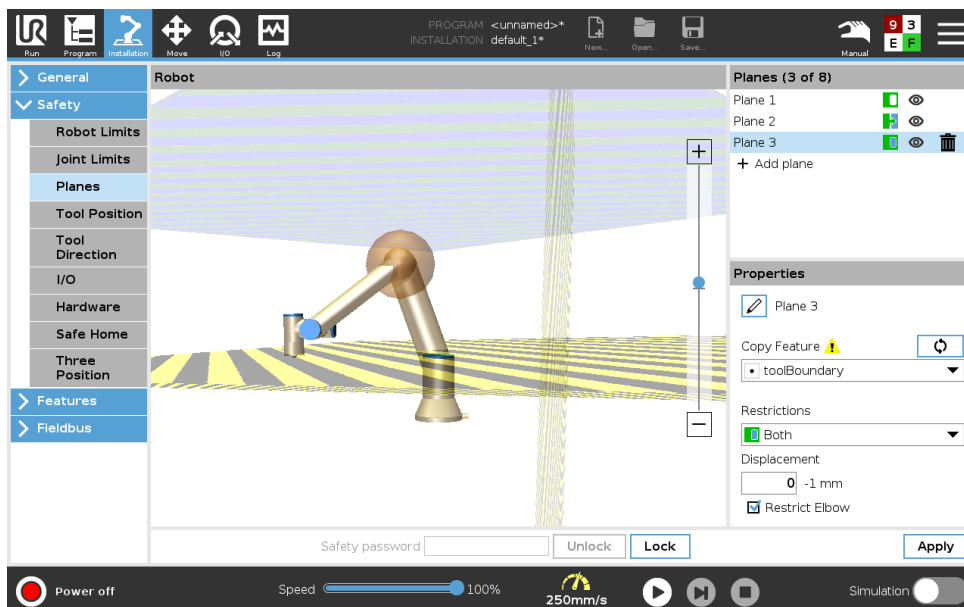 UR
Run
Program
Installation
Move
I/O
Log
PROGRAM <unnamed>*
INSTALLATION default_1*
New...
Open...
Save...
Manual
9 3
E F
General
Safety
Robot Limits
Joint Limits
Planes
Tool Position
Tool
Direction
I/O
Hardware
Safe Home
Three
Position
Features
Fieldbus
Robot
+
−
Safety password
Unlock
Lock
Planes (3 of 8)
Plane 1
Plane 2
Plane 3
+ Add plane
Properties
Plane 3
Copy Feature
toolBoundary
Restrictions
Both
Displacement
0 -1 mm
Restrict Elbow
Apply
Power off
Speed 100%
250mm/s
Simulation